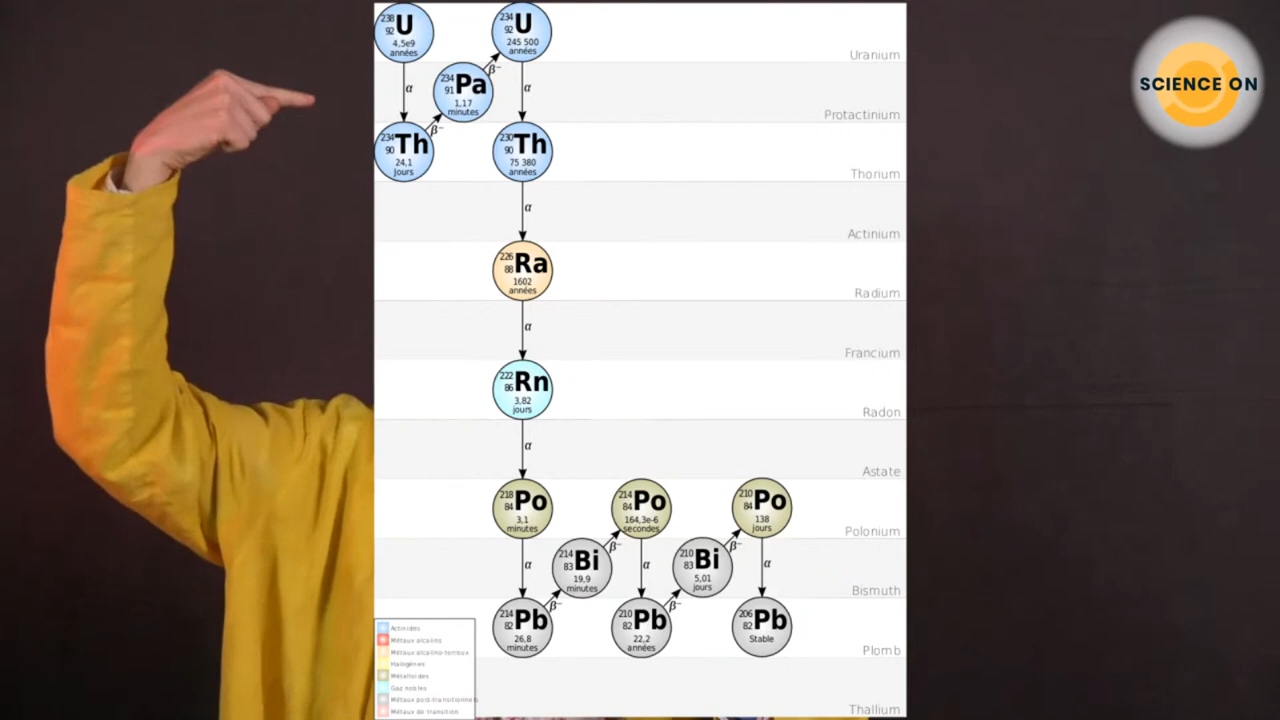 238
92
U
4,5e9
années
234
92
U
245 500
années
Uranium
SCIENCE ON
α
β⁻
α
234
91
Pa
1,17
minutes
Protactinium
β⁻
234
90
Th
24,1
Jours
230
90
Th
75 380
années
Thorium
α
Actinium
226
88
Ra
1602
années
Radium
α
Francium
222
86
Rn
3,82
jours
Radon
α
Astate
218
84
Po
3,1
minutes
214
84
Po
164,3e-6
secondes
210
84
Po
138
jours
Polonium
β⁻
β⁻
α
214
83
Bi
19,9
minutes
α
210
83
Bi
5,01
jours
α
Bismuth
β⁻
β⁻
214
82
Pb
26,8
minutes
210
82
Pb
22,2
années
206
82
Pb
Stable
Plomb
Actinides
Métaux alcalins
Métaux alcalino-terreux
Halogènes
Métalloïdes
Gaz nobles
Métaux post-transitionnels
Métaux de transition
Thallium